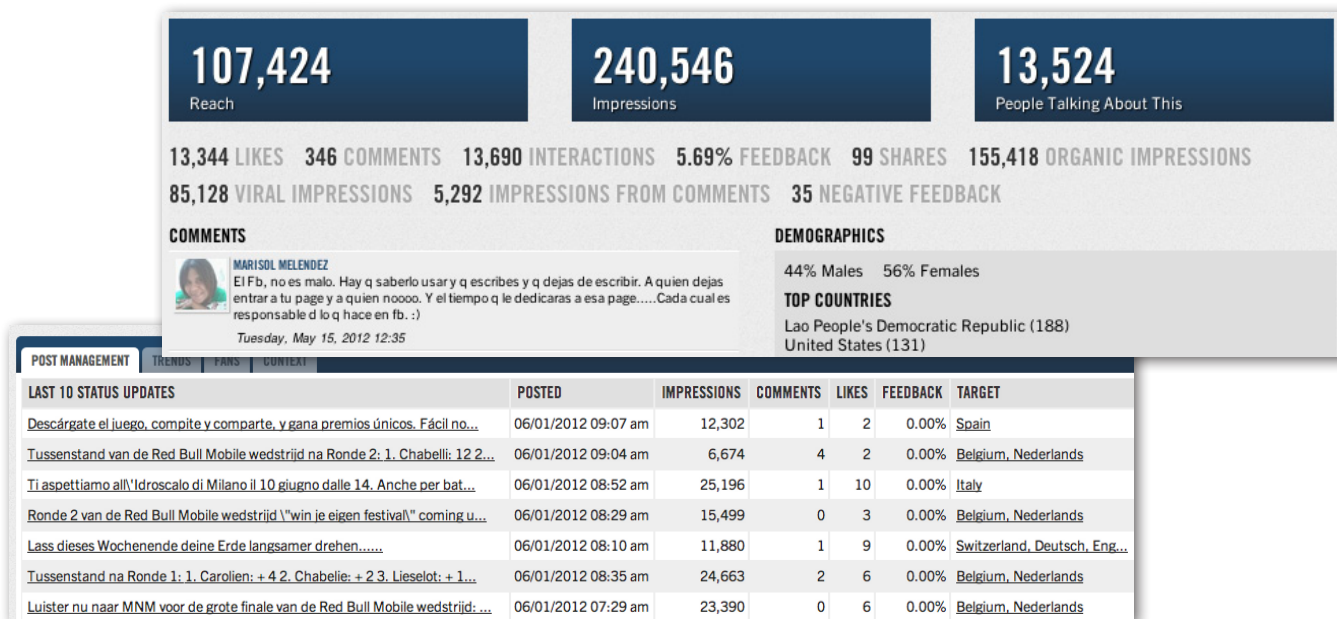 107,424
Reach
240,546
Impressions
13,524
People Talking About This
13,344 LIKES 346 COMMENTS 13,690 INTERACTIONS 5.69% FEEDBACK 99 SHARES 155,418 ORGANIC IMPRESSIONS
85,128 VIRAL IMPRESSIONS 5,292 IMPRESSIONS FROM COMMENTS 35 NEGATIVE FEEDBACK
COMMENTS
MARISOL MELENDEZ
El Fb, no es malo. Hay q saberlo usar y q escribes y q dejas de escribir. A quien dejas
entrar a tu page y a quien noooo. Y el tiempo q le dedicaras a esa page.....Cada cual es
responsable d lo q hace en fb. :)
Tuesday, May 15, 2012 12:35
DEMOGRAPHICS
44% Males 56% Females
TOP COUNTRIES
Lao People's Democratic Republic (188)
United States (131)
POST MANAGEMENT TRENDS FANS CONTEXT
LAST 10 STATUS UPDATES POSTED IMPRESSIONS COMMENTS LIKES FEEDBACK TARGET
Descárgate el juego, compite y comparte, y gana premios únicos. Fácil no... 06/01/2012 09:07 am 12,302 1 2 0.00% Spain
Tussenstand van de Red Bull Mobile wedstrijd na Ronde 2: 1. Chabelli: 12 2... 06/01/2012 09:04 am 6,674 4 2 0.00% Belgium, Nederlands
Ti aspettiamo all\'Idroscalo di Milano il 10 giugno dalle 14. Anche per bat... 06/01/2012 08:52 am 25,196 1 10 0.00% Italy
Ronde 2 van de Red Bull Mobile wedstrijd \"win je eigen festival\" coming u... 06/01/2012 08:29 am 15,499 0 3 0.00% Belgium, Nederlands
Lass dieses Wochenende deine Erde langsamer drehen...... 06/01/2012 08:10 am 11,880 1 9 0.00% Switzerland, Deutsch, Eng...
Tussenstand na Ronde 1: 1. Carolien: + 4 2. Chabelie: + 2 3. Lieselot: + 1... 06/01/2012 08:35 am 24,663 2 6 0.00% Belgium, Nederlands
Luister nu naar MNM voor de grote finale van de Red Bull Mobile wedstrijd: ... 06/01/2012 07:29 am 23,390 0 6 0.00% Belgium, Nederlands